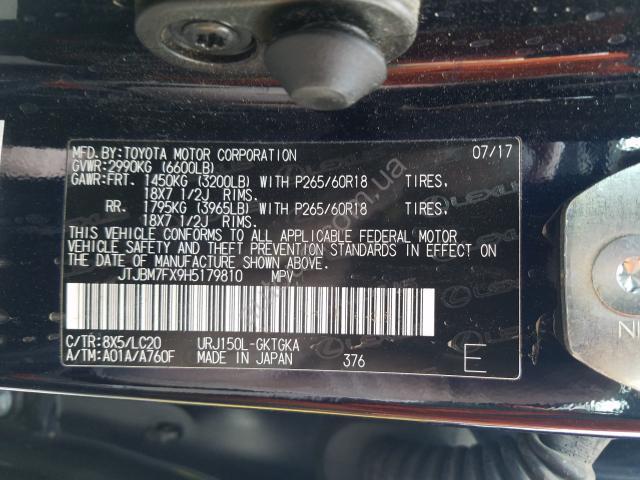 MFD.BY:TOYOTA MOTOR CORPORATION 07/17
GVWR:2990KG (6600LB)
GAWR:FRT. 1450KG (3200LB) WITH P265/60R18 TIRES,
18X7 1/2J RIMS.
RR. 1795KG (3965LB) WITH P265/60R18 TIRES,
18X7 1/2J RIMS.
THIS VEHICLE CONFORMS TO ALL APPLICABLE FEDERAL MOTOR
VEHICLE SAFETY AND THEFT PREVENTION STANDARDS IN EFFECT ON
THE DATE OF MANUFACTURE SHOWN ABOVE.
JTJBM7FX9H5179810 MPV
C/TR:8X5/LC20 URJ150L-GKTGKA
A/TM:A01A/A760F MADE IN JAPAN 376 E
LEXUS
NI